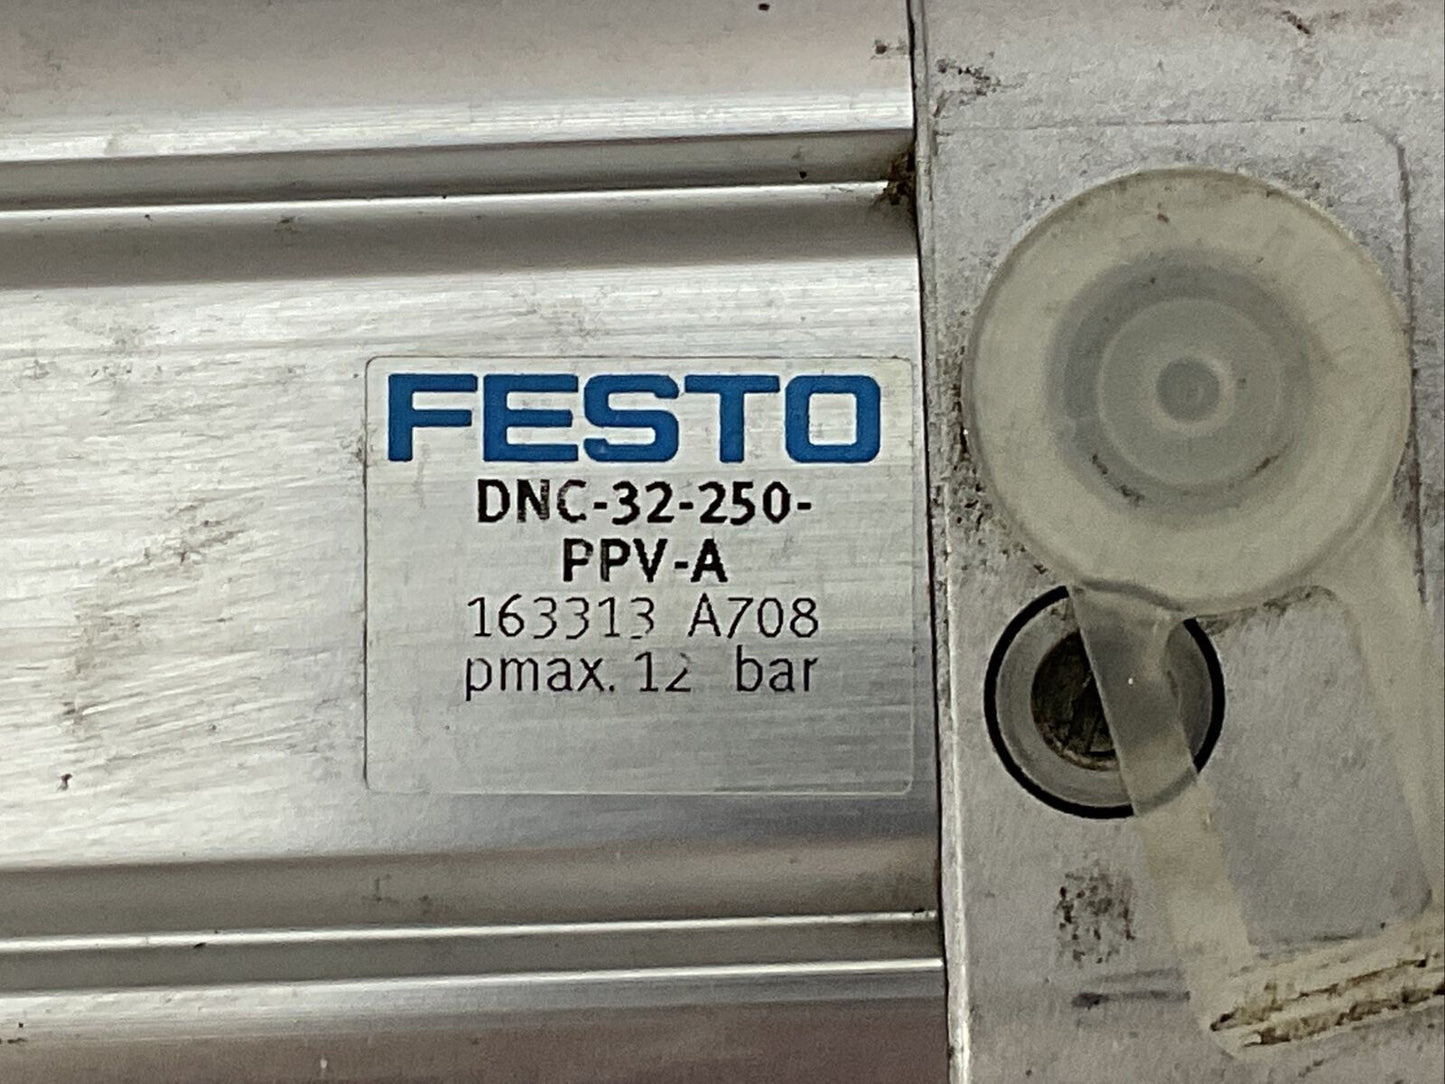 FESTO
DNC-32-250-
PPV-A
163313 A708
pmax. 12 bar